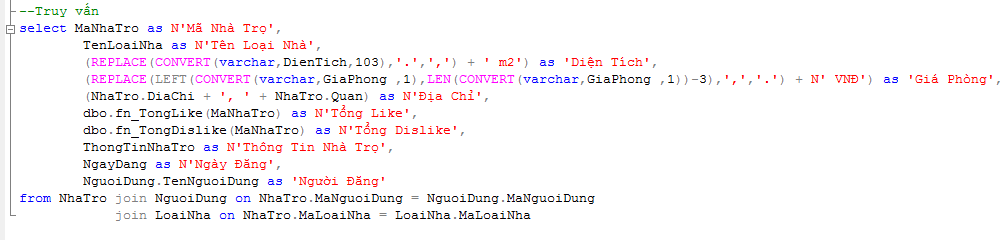 --Truy vấn
select MaNhaTro as N'Mã Nhà Trọ',
TenLoaiNha as N'Tên Loại Nhà',
(REPLACE(CONVERT(varchar,DienTich,103),'.',',') + ' m2') as 'Diện Tích',
(REPLACE(LEFT(CONVERT(varchar,GiaPhong ,1),LEN(CONVERT(varchar,GiaPhong ,1))-3),',','.') + N' VNĐ') as 'Giá Phòng',
(NhaTro.DiaChi + ', ' + NhaTro.Quan) as N'Địa Chỉ',
dbo.fn_TongLike(MaNhaTro) as N'Tổng Like',
dbo.fn_TongDislike(MaNhaTro) as N'Tổng Dislike',
ThongTinNhaTro as N'Thông Tin Nhà Trọ',
NgayDang as N'Ngày Đăng',
NguoiDung.TenNguoiDung as 'Người Đăng'
from NhaTro join NguoiDung on NhaTro.MaNguoiDung = NguoiDung.MaNguoiDung
join LoaiNha on NhaTro.MaLoaiNha = LoaiNha.MaLoaiNha